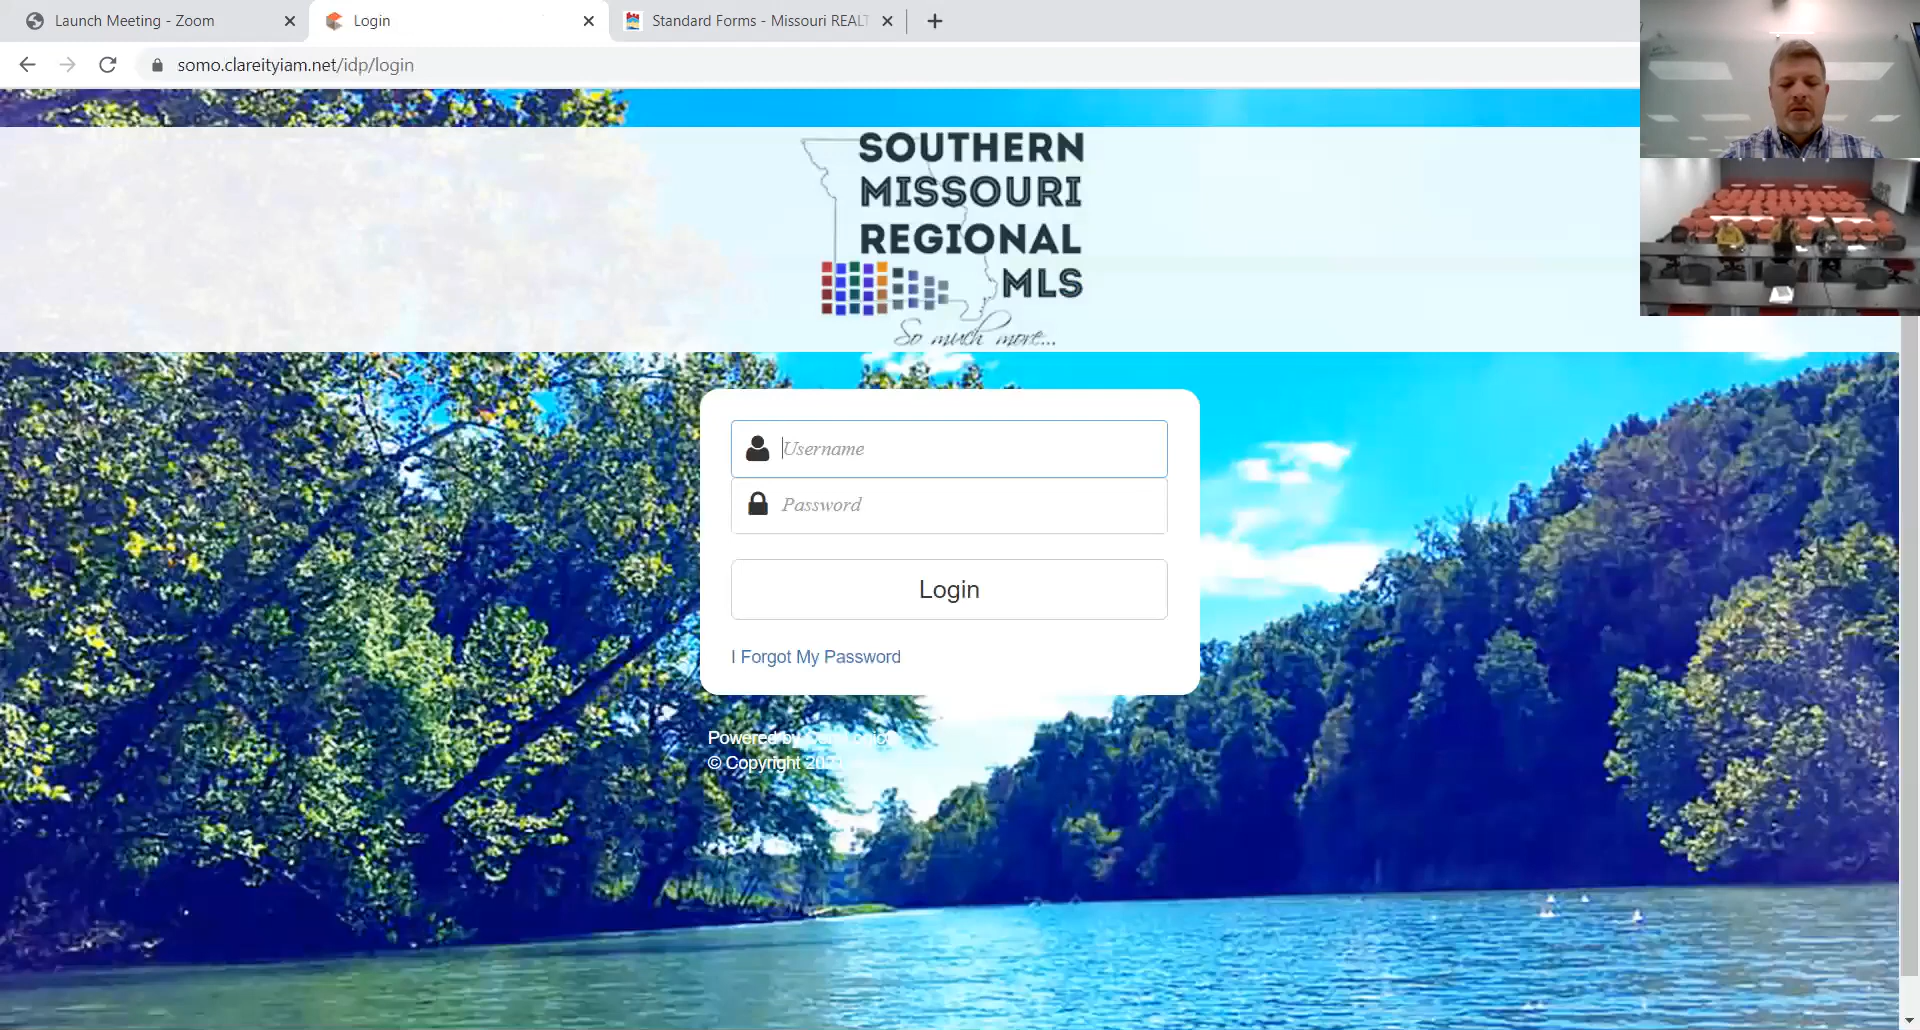 Launch Meeting - Zoom
Login
Standard Forms - Missouri REALT
somo.clareityiam.net/idp/login
SOUTHERN
MISSOURI
REGIONAL
MLS
So much more...
Username
Password
Login
I Forgot My Password
Powered by
© Copyright